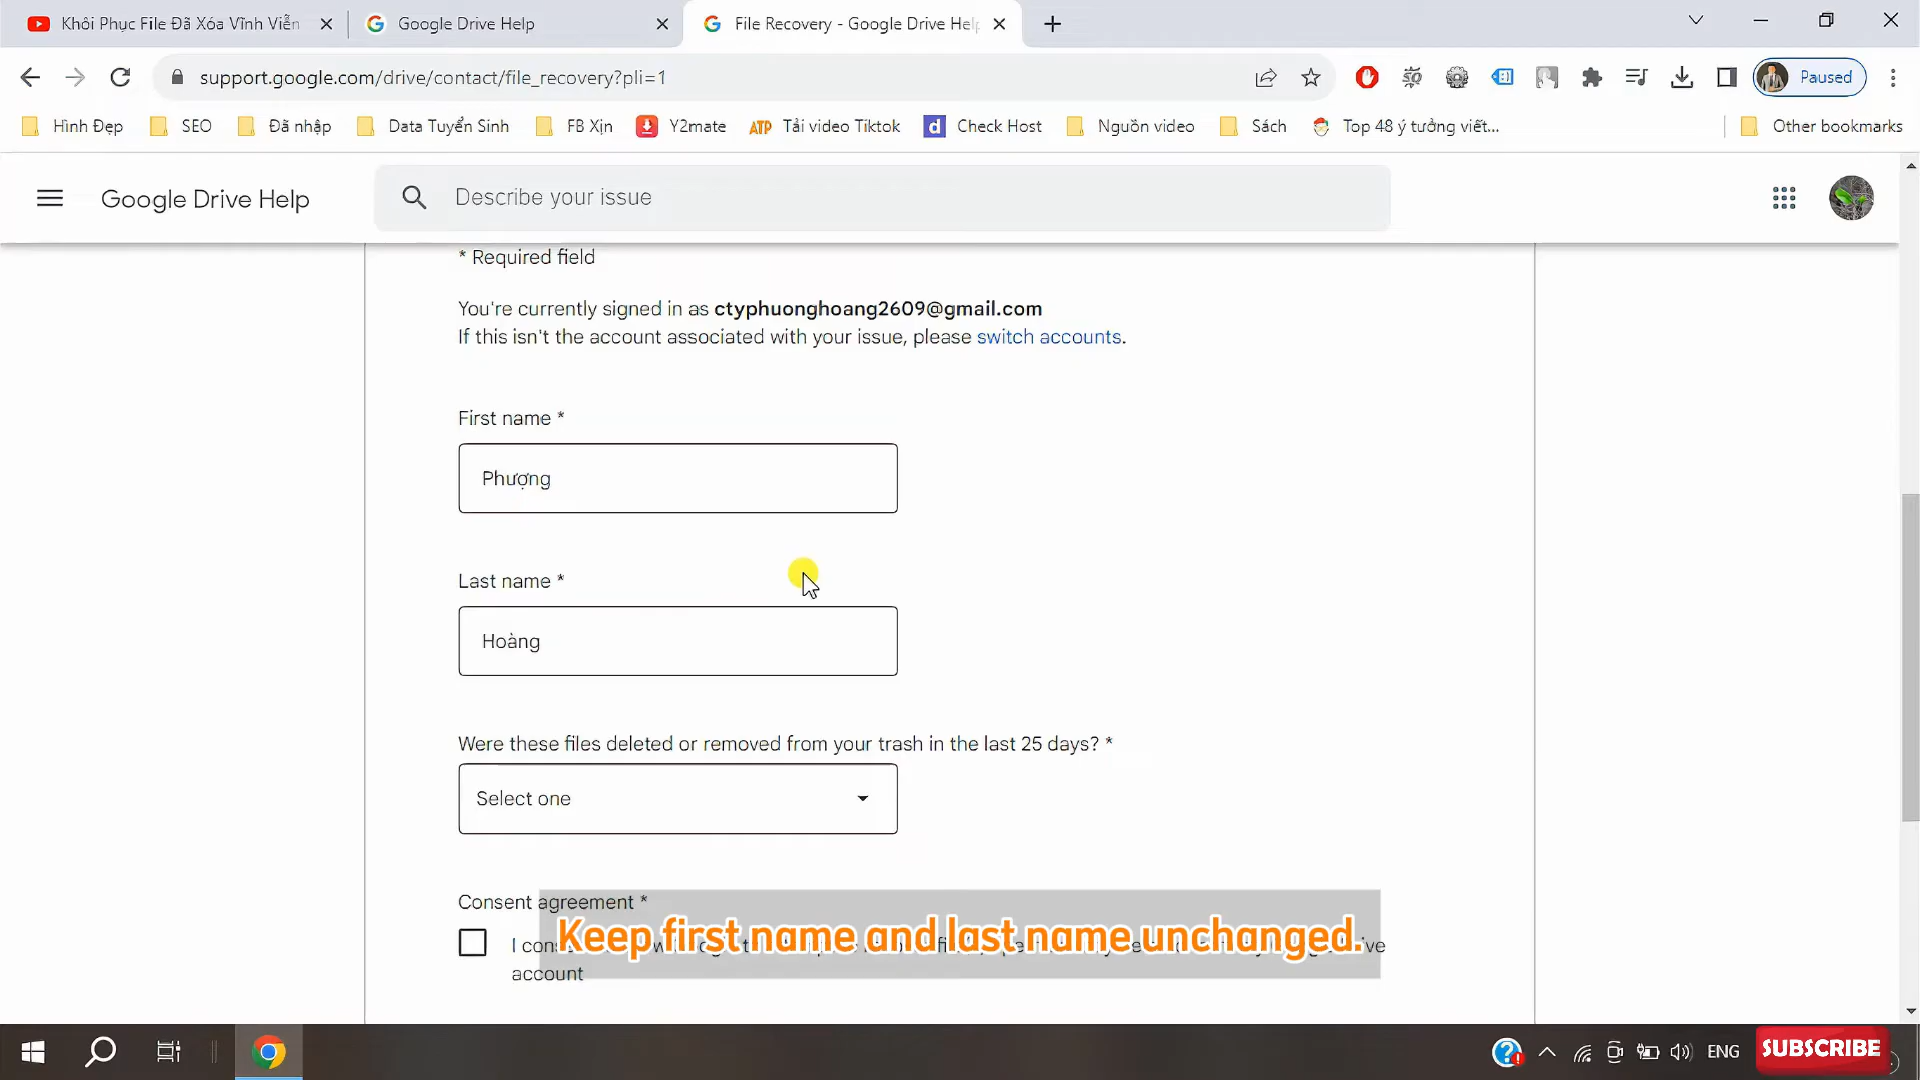 Khôi Phục File Đã Xóa Vĩnh Viễn
Google Drive Help
File Recovery - Google Drive Hel
support.google.com/drive/contact/file_recovery?pli=1
Paused
Hình Đẹp
SEO
Đã nhập
Data Tuyển Sinh
FB Xịn
Y2mate
ATP
Tải video Tiktok
d
Check Host
Nguồn video
Sách
Top 48 ý tưởng viết...
Other bookmarks
Google Drive Help
Describe your issue
* Required field
You're currently signed in as ctyphuonghoang2609@gmail.com
If this isn't the account associated with your issue, please switch accounts.
First name *
Phượng
Last name *
Hoàng
Were these files deleted or removed from your trash in the last 25 days? *
Select one
Consent agreement *
Keep first name and last name unchanged.
account
ENG
SUBSCRIBE